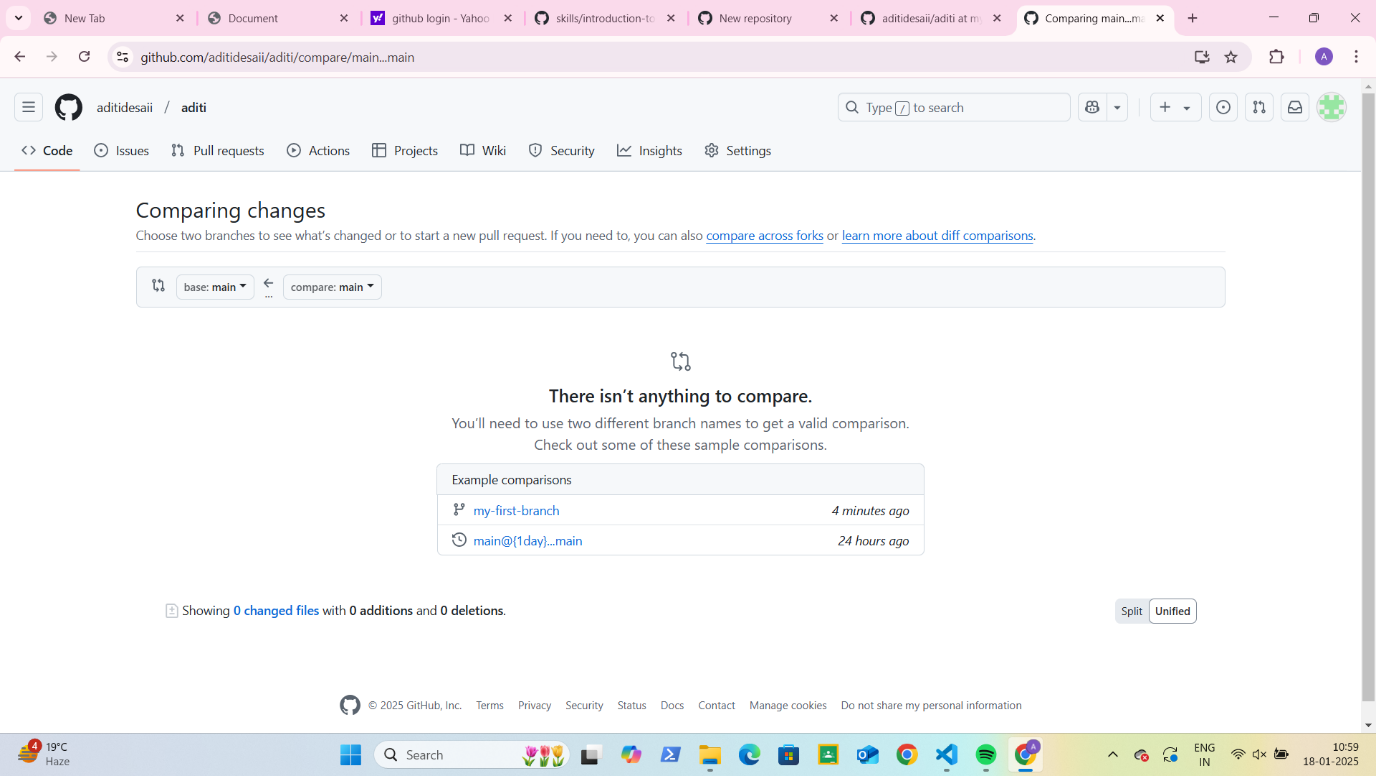 New Tab
Document
github login - Yahoo
skills/introduction-to
New repository
aditidesaii/aditi at m
Comparing main...ma
github.com/aditidesaii/aditi/compare/main...main
A
aditidesaii / aditi
Type / to search
Code
Issues
Pull requests
Actions
Projects
Wiki
Security
Insights
Settings
Comparing changes
Choose two branches to see what's changed or to start a new pull request. If you need to, you can also compare across forks or learn more about diff comparisons.
base: main
...
compare: main
There isn't anything to compare.
You'll need to use two different branch names to get a valid comparison.
Check out some of these sample comparisons.
Example comparisons
my-first-branch 4 minutes ago
main@{1day}...main 24 hours ago
Showing 0 changed files with 0 additions and 0 deletions.
Split Unified
© 2025 GitHub, Inc. Terms Privacy Security Status Docs Contact Manage cookies Do not share my personal information
4
19°C
Haze
Search
A
ENG
IN
10:59
18-01-2025